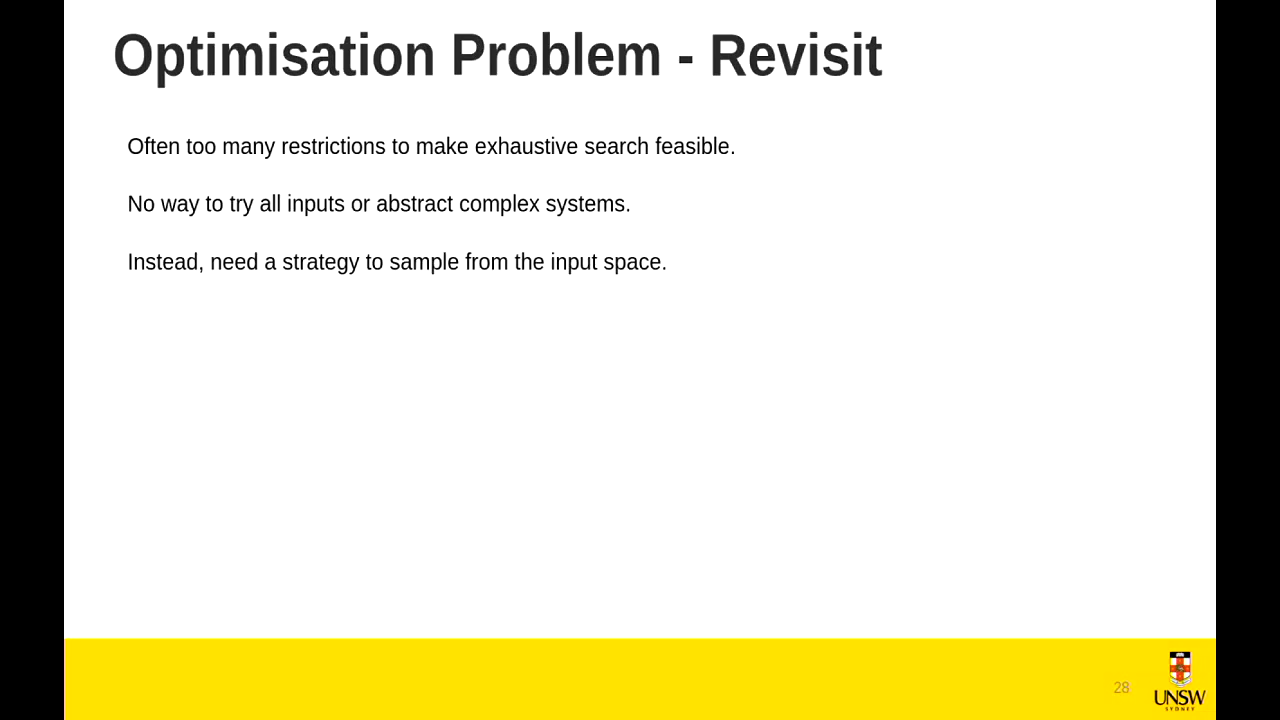 Optimisation Problem - Revisit
Often too many restrictions to make exhaustive search feasible.
No way to try all inputs or abstract complex systems.
Instead, need a strategy to sample from the input space.
28
UNSW
SYDNEY